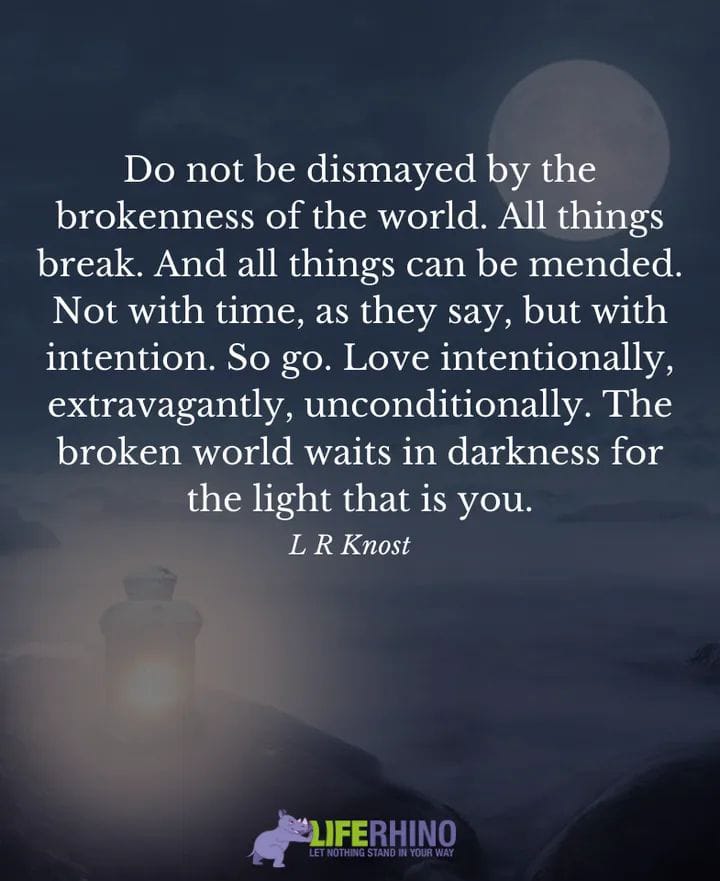 Do not be dismayed by the
brokenness of the world. All things
break. And all things can be mended.
Not with time, as they say, but with
intention. So go. Love intentionally,
extravagantly, unconditionally. The
broken world waits in darkness for
the light that is you.
L R Knost
LIFERHINO
LET NOTHING STAND IN YOUR WAY